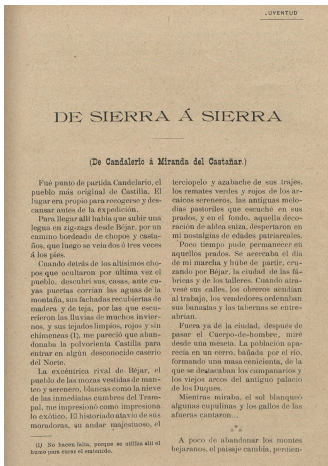 JUVENTUD
DE SIERRA Á SIERRA
(De Candalerio á Miranda del Castañar.)
Fué punto de partida Candelario, el
pueblo más original de Castilla. El
lugar era propio para recogerse y des-
cansar antes de la expedición.
Para llegar allí había que subir una
legua en zig-zags desde Béjar, por un
camino bordeado de chopos y casta-
ños, que luego se veía dos ó tres veces
á los pies.
Cuando detrás de los altísimos cho-
pos que ocultaron por última vez el
pueblo, descubrí sus casas, ante cu-
yas puertas corrían las aguas de la
montaña, sus fachadas recubiertas de
madera y de teja, por las que escu-
rrieron las lluvias de muchos invier-
nos, y sus tejados limpios, rojos y sin
chimeneas (1), me pareció que aban-
donaba la polvorienta Castilla para
entrar en algún desconocido caserío
del Norte.
La excéntrica rival de Béjar, el
pueblo de las mozas vestidas de man-
teo y serenero, blancas como la nieve
de las inmediatas cumbres del Tram-
pal, me impresionó como impresiona
lo exótico. El historiado atavío de sus
moradoras, su andar majestuoso, el
(1) No hacen falta, porque se utiliza allí el
humo para curar el embutido.
terciopelo y azabache de sus trajes,
los remates verdes y rojos de los ar-
caicos sereneros, las antiguas melo-
días pastoriles que escuché en sus
prados, y en el fondo, aquella deco-
ración de aldea suiza, despertaron en
mi nostalgias de edades patriarcales.
Poco tiempo pude permanecer en
aquellos prados. Se acercaba el día
de mi marcha y hube de partir, cru-
zando por Béjar, la ciudad de las fá-
bricas y de los talleres. Cuando atra-
vesé sus calles, los obreros acudían
al trabajo, los vendedores ordenaban
sus banastas y las tabernas se entre-
abrían.
Fuera ya de la ciudad, después de
pasar el Cuerpo-de-hombre, miré
desde una meseta. La población apa-
recía en un cerro, bañada por el río,
formando una masa cenicienta, de la
que se destacaban los campanarios y
los viejos arcos del antiguo palacio
de los Duques.
Mientras miraba, el sol blanqueó
algunas cupulinas y los gallos de las
afueras cantaron...
A poco de abandonar los montes
bejaranos, el paisaje cambia, pernien-